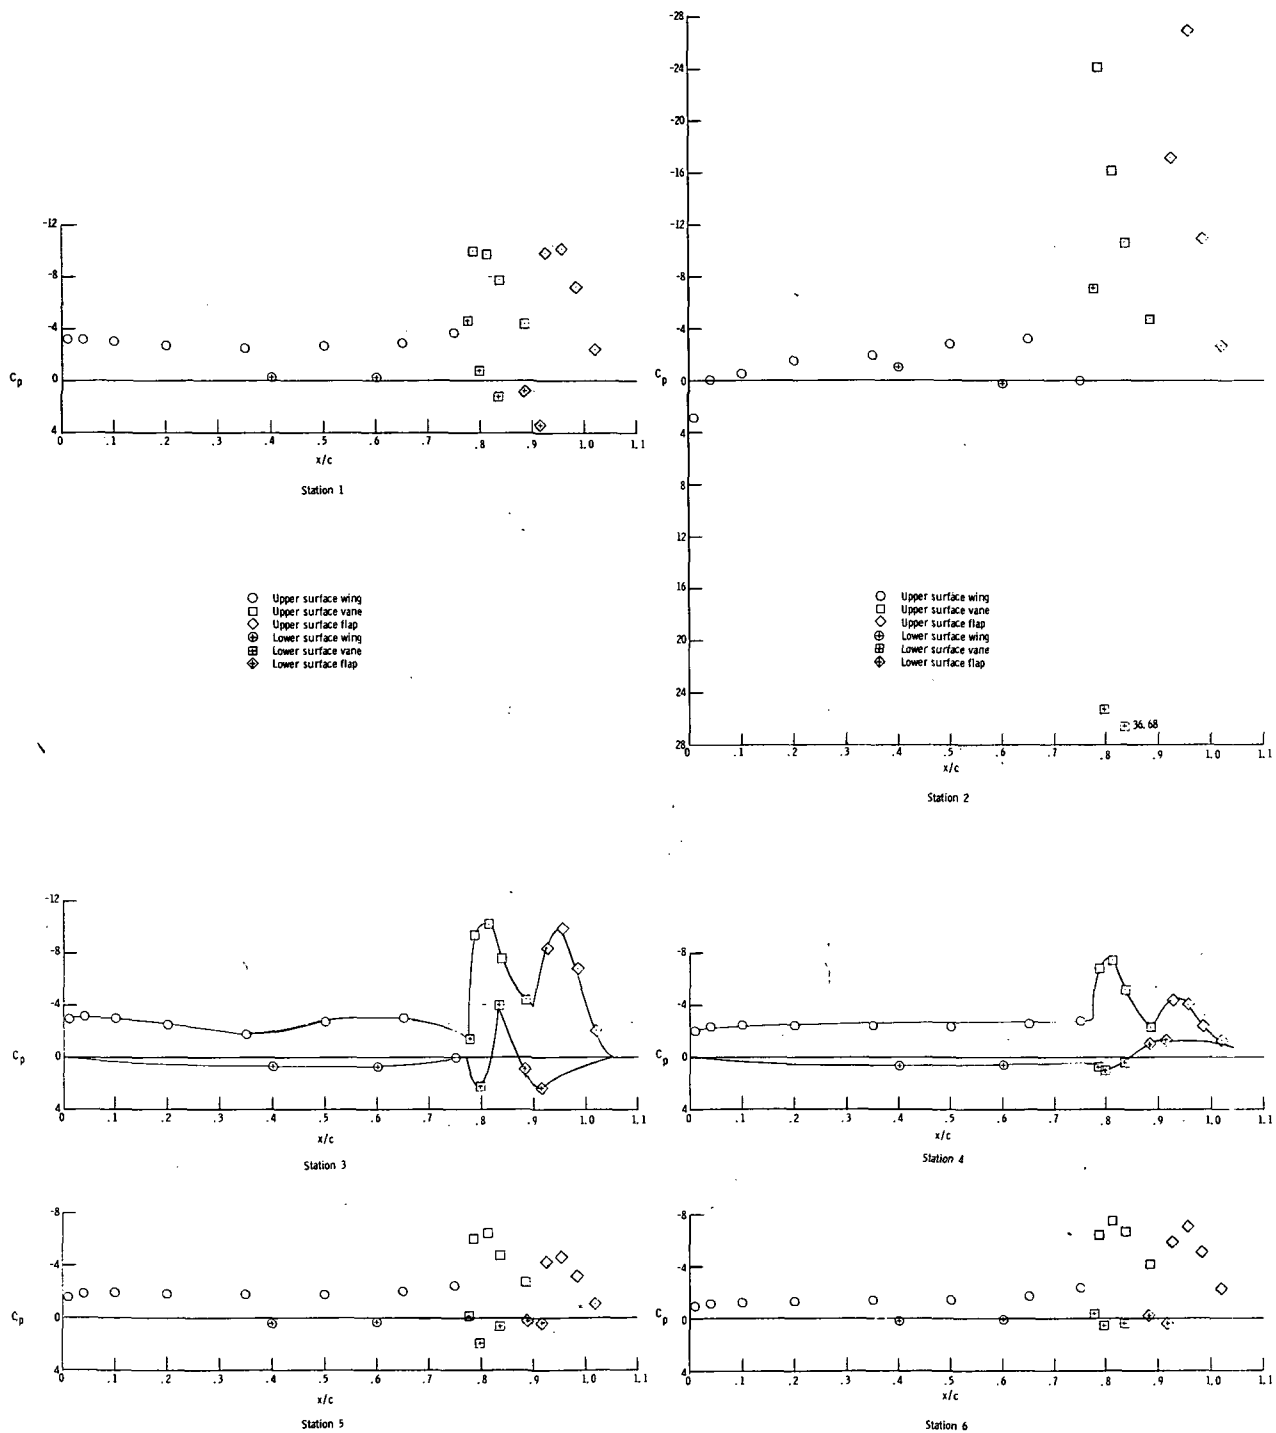 -12
-8
-4
Cp
0
4
0 .1 .2 .3 .4 .5 .6 .7 .8 .9 1.0 1.1
x/c
Station 1
Upper surface wing
Upper surface vane
Upper surface flap
Lower surface wing
Lower surface vane
Lower surface flap
-28
-24
-20
-16
-12
-8
-4
Cp
0
4
8
12
16
20
24
28
Upper surface wing
Upper surface vane
Upper surface flap
Lower surface wing
Lower surface vane
Lower surface flap
36.68
0 .1 .2 .3 .4 .5 .6 .7 .8 .9 1.0 1.1
x/c
Station 2
-12
-8
-4
Cp
0
4
0 .1 .2 .3 .4 .5 .6 .7 .8 .9 1.0 1.1
x/c
Station 3
-8
-4
Cp
0
4
0 .1 .2 .3 .4 .5 .6 .7 .8 .9 1.0 1.1
x/c
Station 4
-8
-4
Cp
0
4
0 .1 .2 .3 .4 .5 .6 .7 .8 .9 1.0 1.1
x/c
Station 5
-8
-4
Cp
0
4
0 .1 .2 .3 .4 .5 .6 .7 .8 .9 1.0 1.1
x/c
Station 6